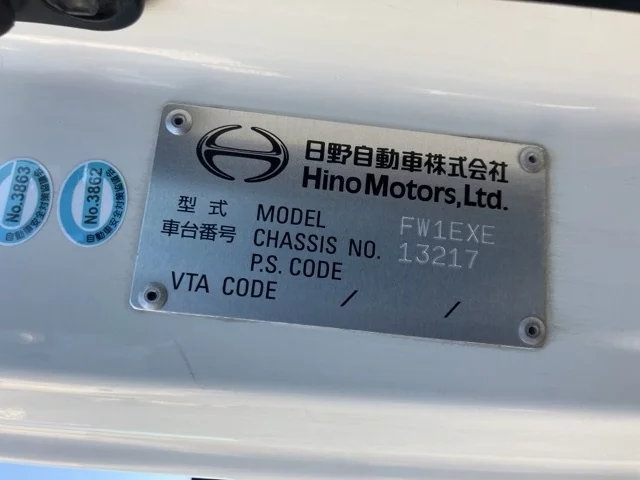 日野自動車株式会社
Hino Motors, Ltd.
型式 MODEL FW1EXE
車台番号 CHASSIS NO. 13217
P.S. CODE
VTA CODE / /
No.3863
No.3862